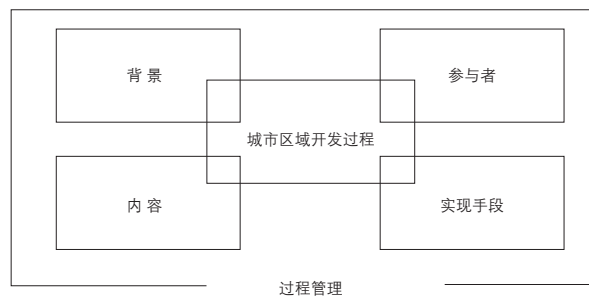 背景
参与者
城市区域开发过程
内容
实现手段
过程管理